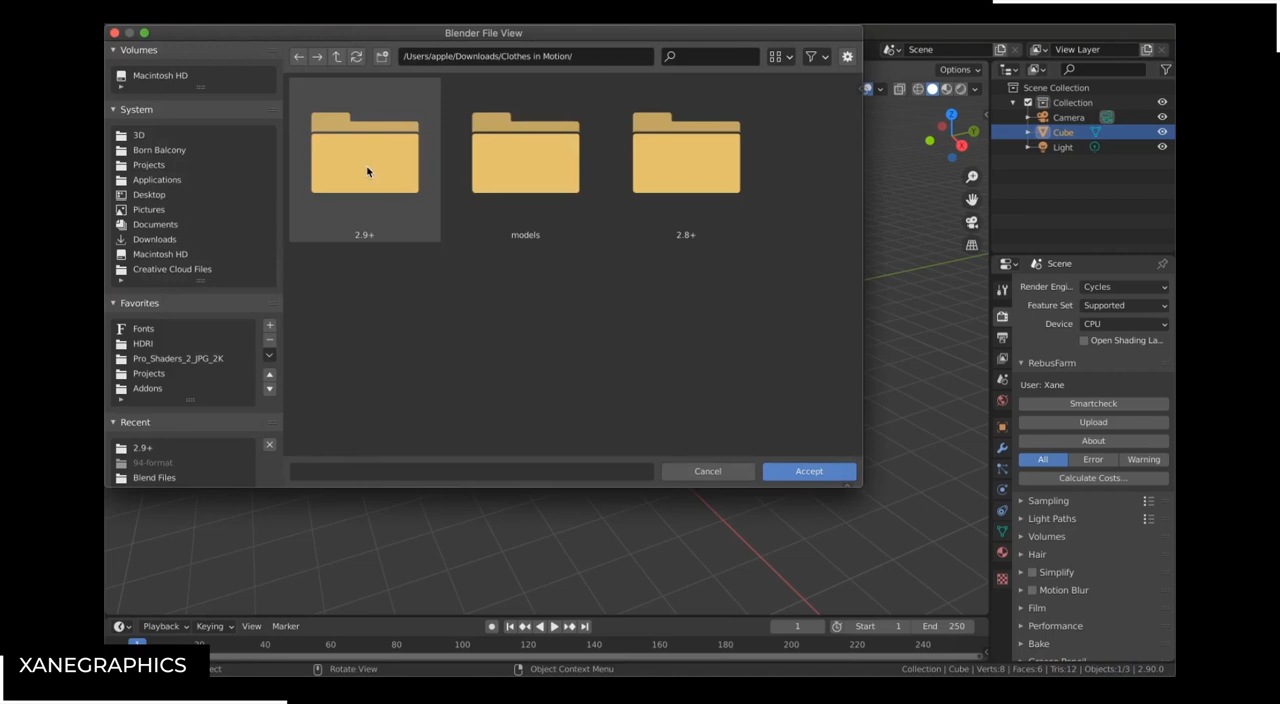 Blender File View
Volumes
Macintosh HD
System
3D
Born Balcony
Projects
Applications
Desktop
Pictures
Documents
Downloads
Macintosh HD
Creative Cloud Files
Favorites
Fonts
HDRI
Pro_Shaders_2_JPG_2K
Projects
Addons
Recent
2.9+
94-format
Blend Files
/Users/apple/Downloads/Clothes in Motion/
2.9+
models
2.8+
Cancel
Accept
Scene
View Layer
Options
Scene Collection
Collection
Camera
Cube
Light
Scene
Render Engi...
Cycles
Feature Set
Supported
Device
CPU
Open Shading La...
RebusFarm
User: Xane
Smartcheck
Upload
About
All
Error
Warning
Calculate Costs...
Sampling
Light Paths
Volumes
Hair
Simplify
Motion Blur
Film
Performance
Bake
Playback
Keying
View
Marker
1
Start
1
End
250
40
60
80
100
120
140
160
180
200
220
240
Rotate View
Object Context Menu
Collection | Cube | Verts:8 | Faces:6 | Tris:12 | Objects:1/3 | 2.90.0
XANEGRAPHICS